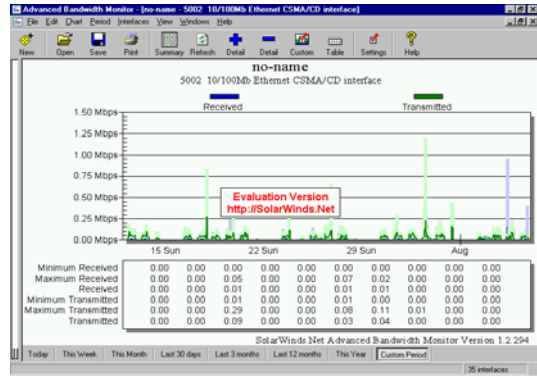 Advanced Bandwidth Monitor - [no-name - 5002 10/100Mb Ethernet CSMA/CD interface]
File Edit Chart Period Interfaces View Windows Help
New Open Save Print Summary Refresh Detail Detail Custom Table Settings Help
no-name
5002 10/100Mb Ethernet CSMA/CD interface
Received Transmitted
1.50 Mbps
1.25 Mbps
1.00 Mbps
0.75 Mbps
0.50 Mbps
0.25 Mbps
0.00 Mbps
Evaluation Version
http://SolarWinds.Net
15 Sun 22 Sun 29 Sun Aug
Minimum Received 0.00 0.00 0.00 0.00 0.00 0.00 0.00 0.00 0.00 0.00
Maximum Received 0.00 0.00 0.05 0.00 0.00 0.07 0.02 0.00 0.00 0.00
Received 0.00 0.00 0.01 0.00 0.00 0.01 0.01 0.00 0.00 0.00
Minimum Transmitted 0.00 0.00 0.01 0.00 0.00 0.01 0.00 0.00 0.00 0.00
Maximum Transmitted 0.00 0.00 0.29 0.00 0.00 0.08 0.11 0.01 0.00 0.00
Transmitted 0.00 0.00 0.09 0.00 0.00 0.03 0.04 0.00 0.00 0.00
SolarWinds.Net Advanced Bandwidth Monitor Version 1.2.294
Today This Week This Month Last 30 days Last 3 months Last 12 months This Year Custom Period
35 interfaces